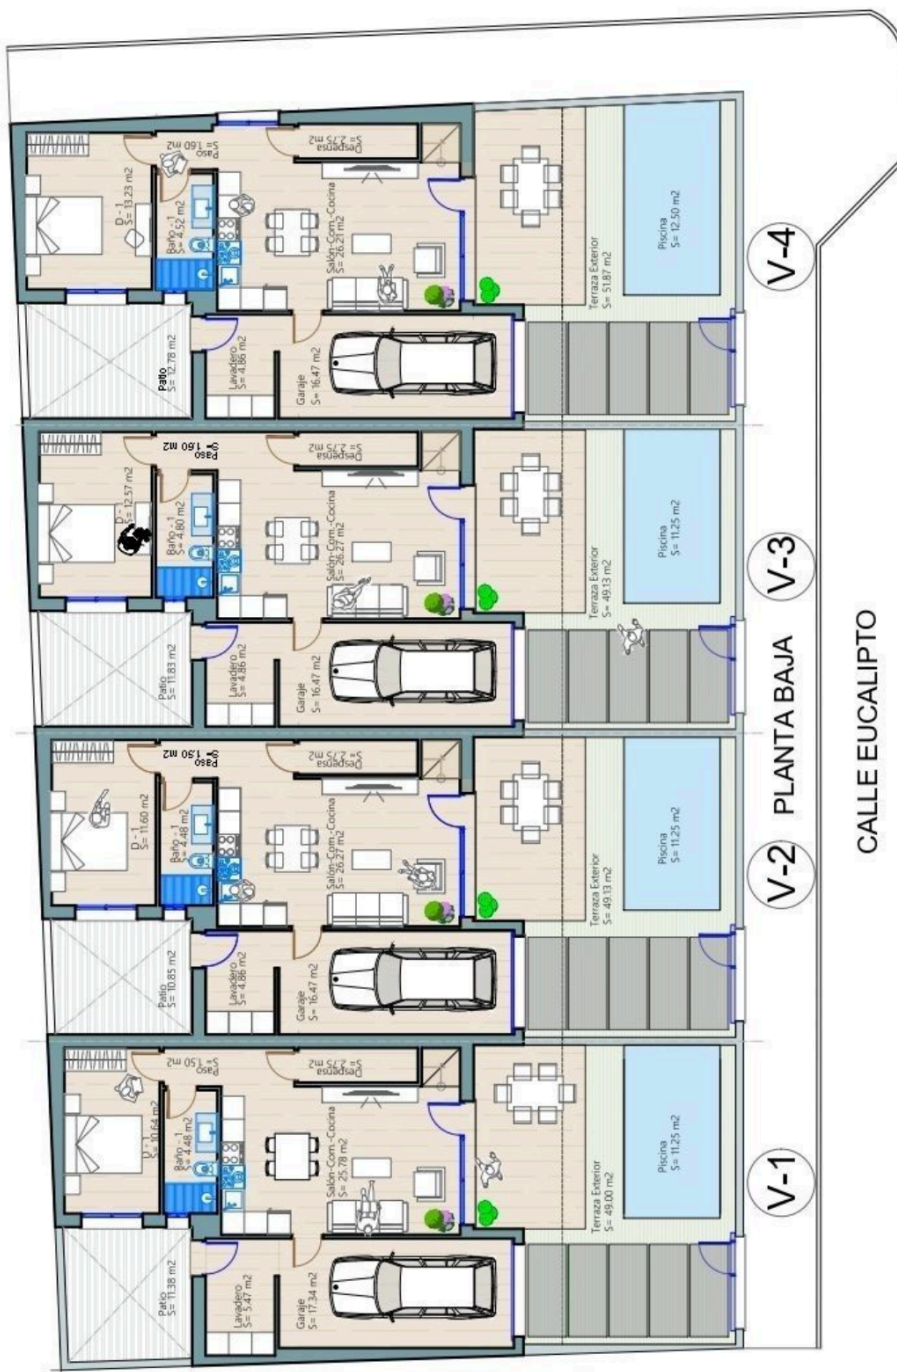 D - 1
S= 13.23 m2
Paso
S= 1.60 m2
Baño - 1
S= 4.52 m2
Despensa
S= 2.75 m2
Salón-Com.-Cocina
S= 26.21 m2
Patio
S= 12.78 m2
Lavadero
S= 4.86 m2
Garaje
S= 16.47 m2
Terraza Exterior
S= 51.87 m2
Piscina
S= 12.50 m2
V-4
D - 1
S= 12.57 m2
Paso
S= 1.60 m2
Baño - 1
S= 4.80 m2
Despensa
S= 2.75 m2
Salón-Com.-Cocina
S= 26.27 m2
Patio
S= 11.83 m2
Lavadero
S= 4.86 m2
Garaje
S= 16.47 m2
Terraza Exterior
S= 49.13 m2
Piscina
S= 11.25 m2
V-3
D - 1
S= 11.60 m2
Paso
S= 1.50 m2
Baño - 1
S= 4.48 m2
Despensa
S= 2.75 m2
Salón-Com.-Cocina
S= 26.27 m2
Patio
S= 10.85 m2
Lavadero
S= 4.86 m2
Garaje
S= 16.47 m2
Terraza Exterior
S= 49.13 m2
Piscina
S= 11.25 m2
V-2
D - 1
S= 10.64 m2
Paso
S= 1.50 m2
Baño - 1
S= 4.48 m2
Despensa
S= 2.75 m2
Salón-Com.-Cocina
S= 25.78 m2
Patio
S= 11.38 m2
Lavadero
S= 5.47 m2
Garaje
S= 17.34 m2
Terraza Exterior
S= 49.00 m2
Piscina
S= 11.25 m2
V-1
PLANTA BAJA
CALLE EUCALIPTO